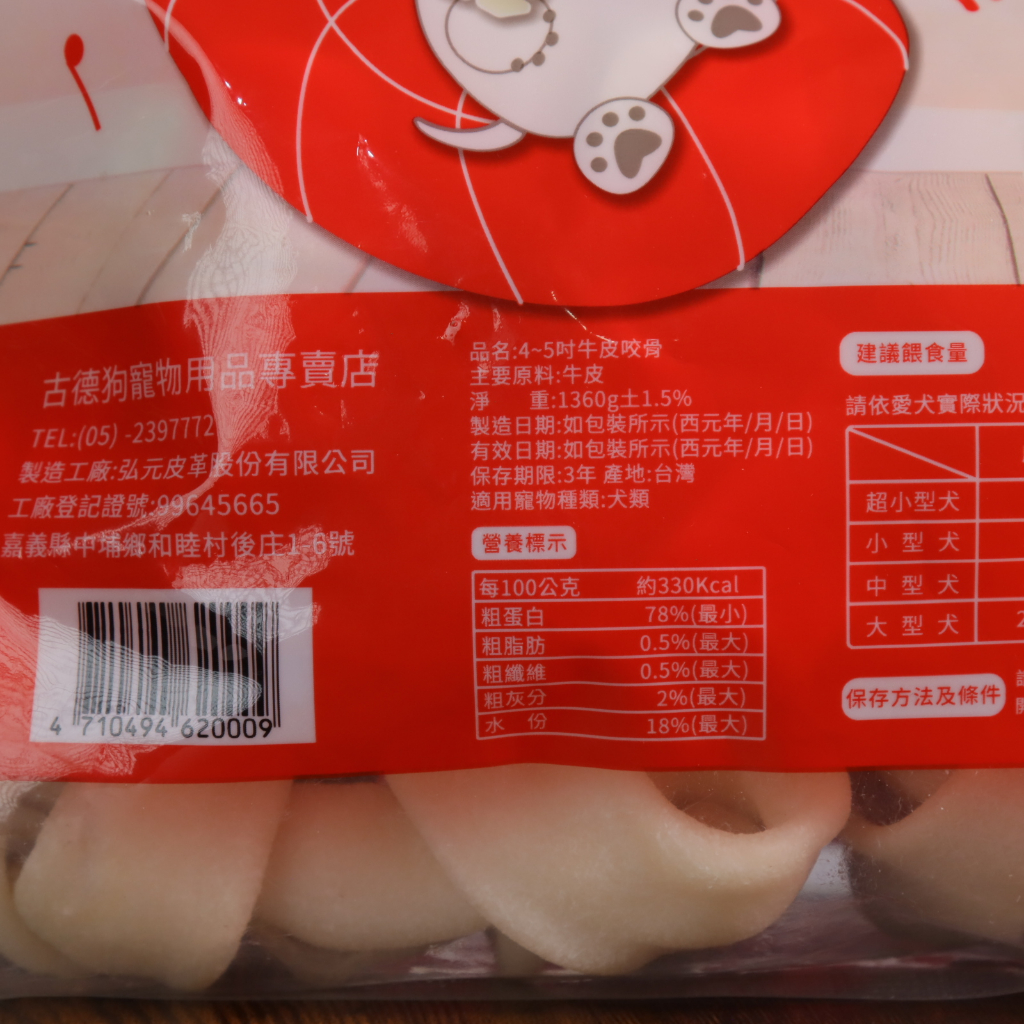 古德狗寵物用品專賣店
TEL:(05) -2397772
製造工廠:弘元皮革股份有限公司
工廠登記證號:99645665
嘉義縣中埔鄉和睦村後庄1-6號
4 710494 620009
品名:4~5吋牛皮咬骨
主要原料:牛皮
淨 重:1360g土1.5%
製造日期:如包裝所示(西元年/月/日)
有效日期:如包裝所示(西元年/月/日)
保存期限:3年 產地:台灣
適用寵物種類:犬類
營養標示
每100公克 約330Kcal
粗蛋白 78%(最小)
粗脂肪 0.5%(最大)
粗纖維 0.5%(最大)
粗灰分 2%(最大)
水 份 18%(最大)
建議餵食量
請依愛犬實際狀況
超小型犬
小 型 犬
中 型 犬
大 型 犬 2
保存方法及條件